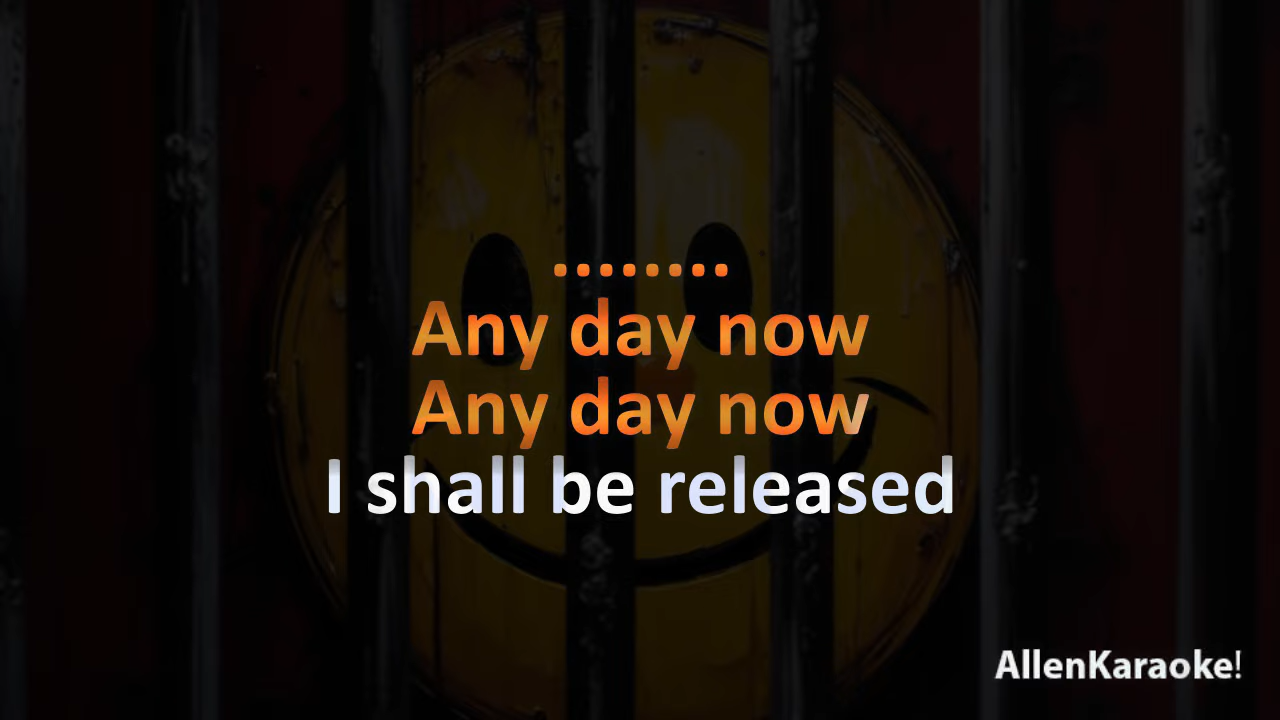 ........
Any day now
Any day now
I shall be released
AllenKaraoke!